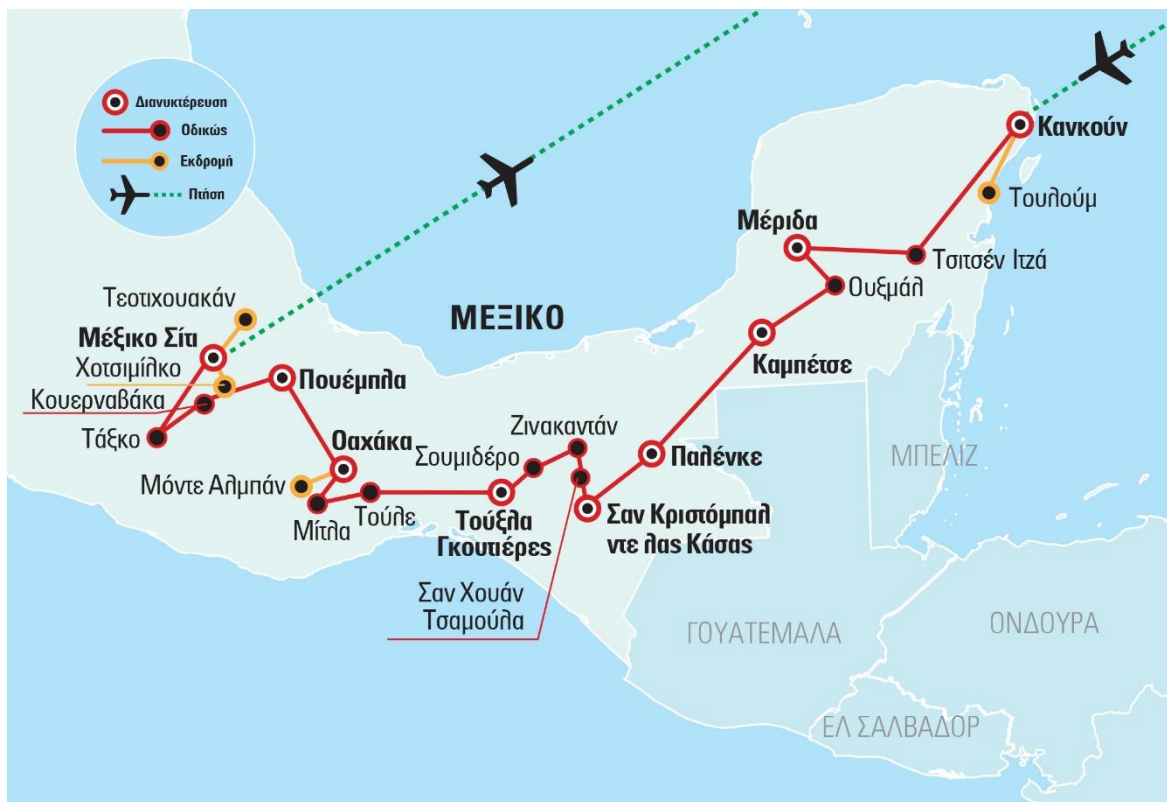 Διανυκτέρευση
Οδικώς
Εκδρομή
Πτήση
Κανκούν
Τουλούμ
Μέριδα
Τσιτσέν Ιτζά
Ουξμάλ
Τεοτιχουακάν
ΜΕΞΙΚΟ
Μέξικο Σίτι
Χοτσιμίλκο
Καμπέτσε
Κουερναβάκα
Πουέμπλα
Τάξκο
Οαχάκα
Ζινακαντάν
Σουμιδέρο
Παλένκε
ΜΠΕΛΙΖ
Μόντε Αλμπάν
Μίτλα
Τούλε
Τούξλα
Γκουτιέρες
Σαν Κριστόμπαλ
ντε λας Κάσας
Σαν Χουάν
Τσαμούλα
ΓΟΥΑΤΕΜΑΛΑ
ΟΝΔΟΥΡΑ
ΕΛ ΣΑΛΒΑΔΟΡ